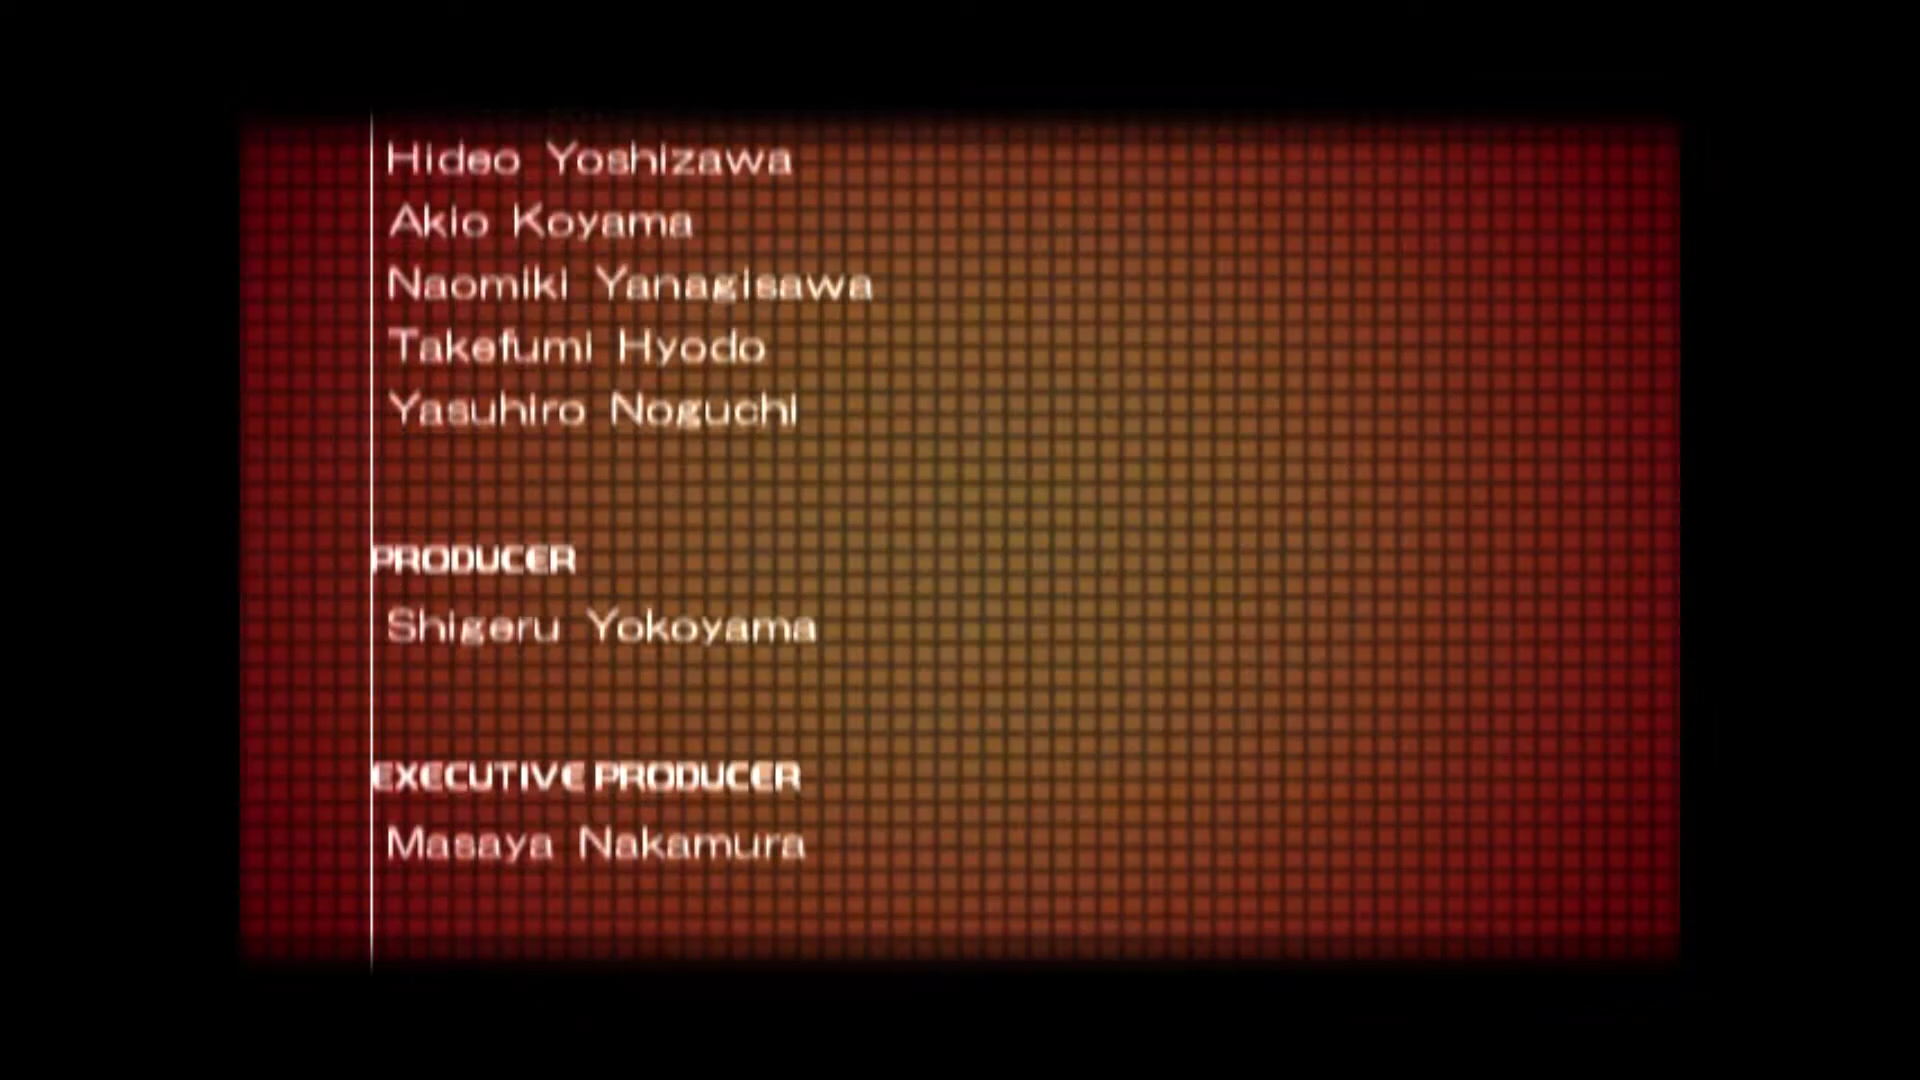 Hideo Yoshizawa
Akio Koyama
Naomiki Yanagisawa
Takefumi Hyodo
Yasuhiro Noguchi
PRODUCER
Shigeru Yokoyama
EXECUTIVE PRODUCER
Masaya Nakamura